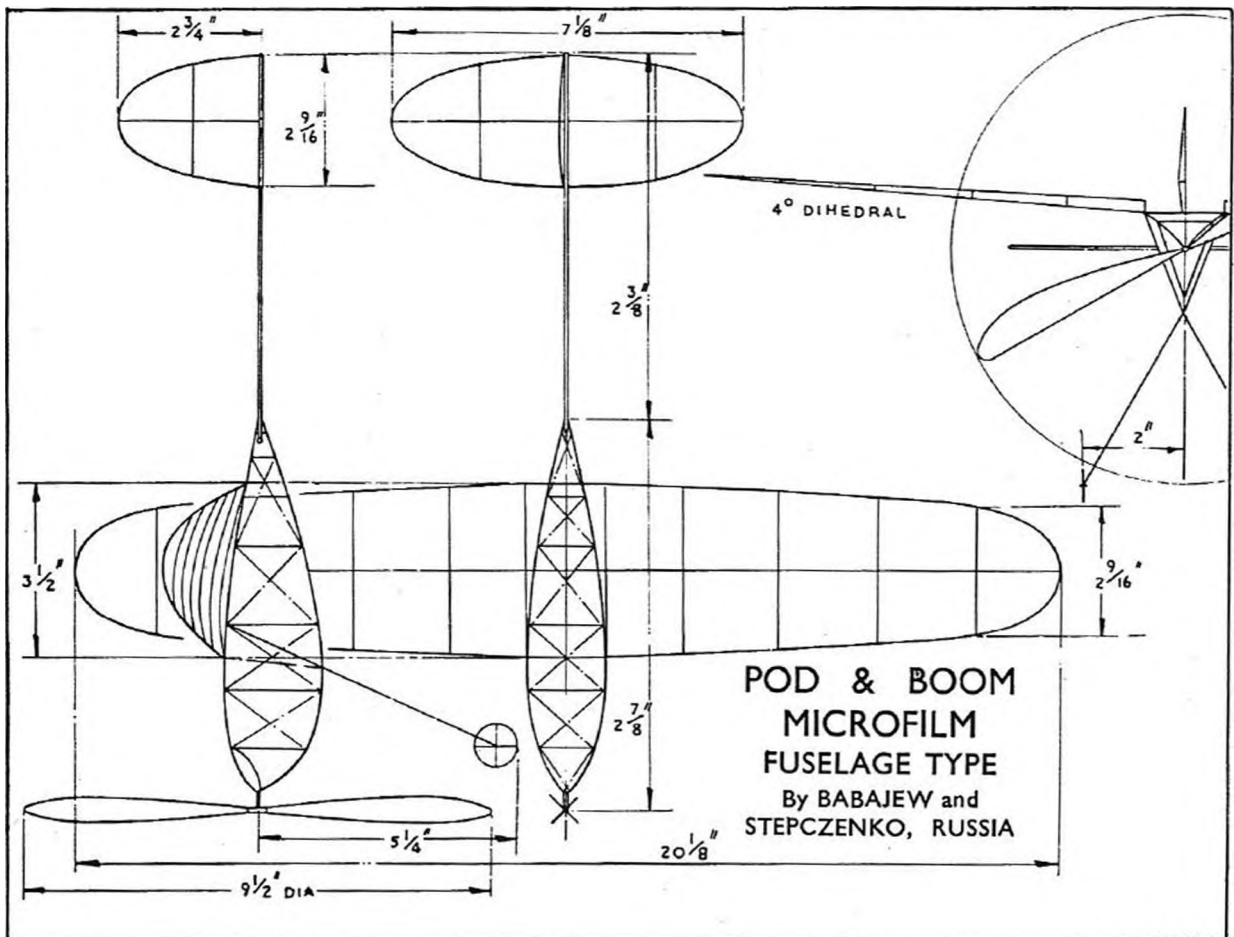 2 3/4"
7 1/8"
2 9/16"
4° DIHEDRAL
2 3/8"
2"
3 1/2"
2 9/16"
2 7/8"
POD & BOOM
MICROFILM
FUSELAGE TYPE
By BABAJEW and
STEPCZENKO, RUSSIA
5 1/4"
20 1/8"
9 1/2" DIA